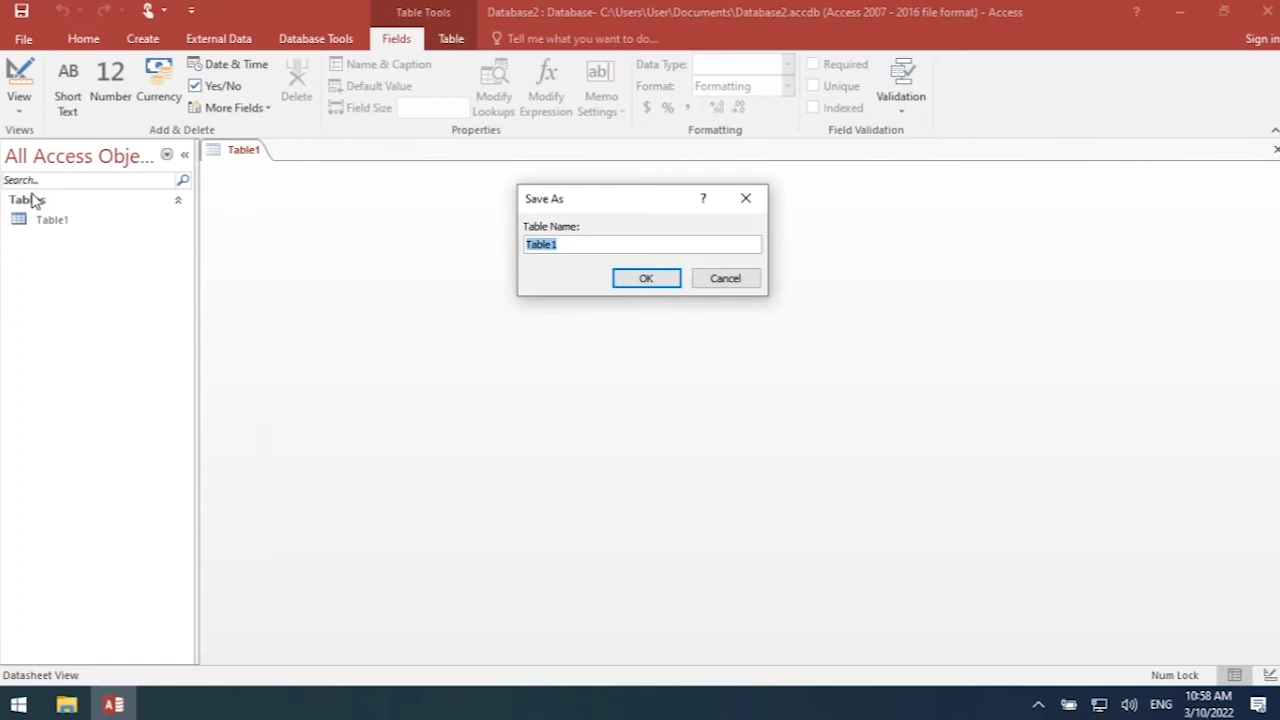 Table Tools
Database2 : Database- C:\Users\User\Documents\Database2.accdb (Access 2007 - 2016 file format) - Access
?
File
Home
Create
External Data
Database Tools
Fields
Table
Tell me what you want to do...
Sign in
View
AB
Short
Text
12
Number
Currency
Date & Time
Yes/No
More Fields
Delete
Name & Caption
Default Value
Field Size
Modify
Lookups
fx
Modify
Expression
ab
Memo
Settings
Data Type:
Format:
Formatting
$ % ,
Required
Unique
Indexed
Validation
Views
Add & Delete
Properties
Formatting
Field Validation
All Access Obje...
Search...
Tables
Table1
Table1
Save As
?
Table Name:
Table1
OK
Cancel
Datasheet View
Num Lock
ENG
10:58 AM
3/10/2022